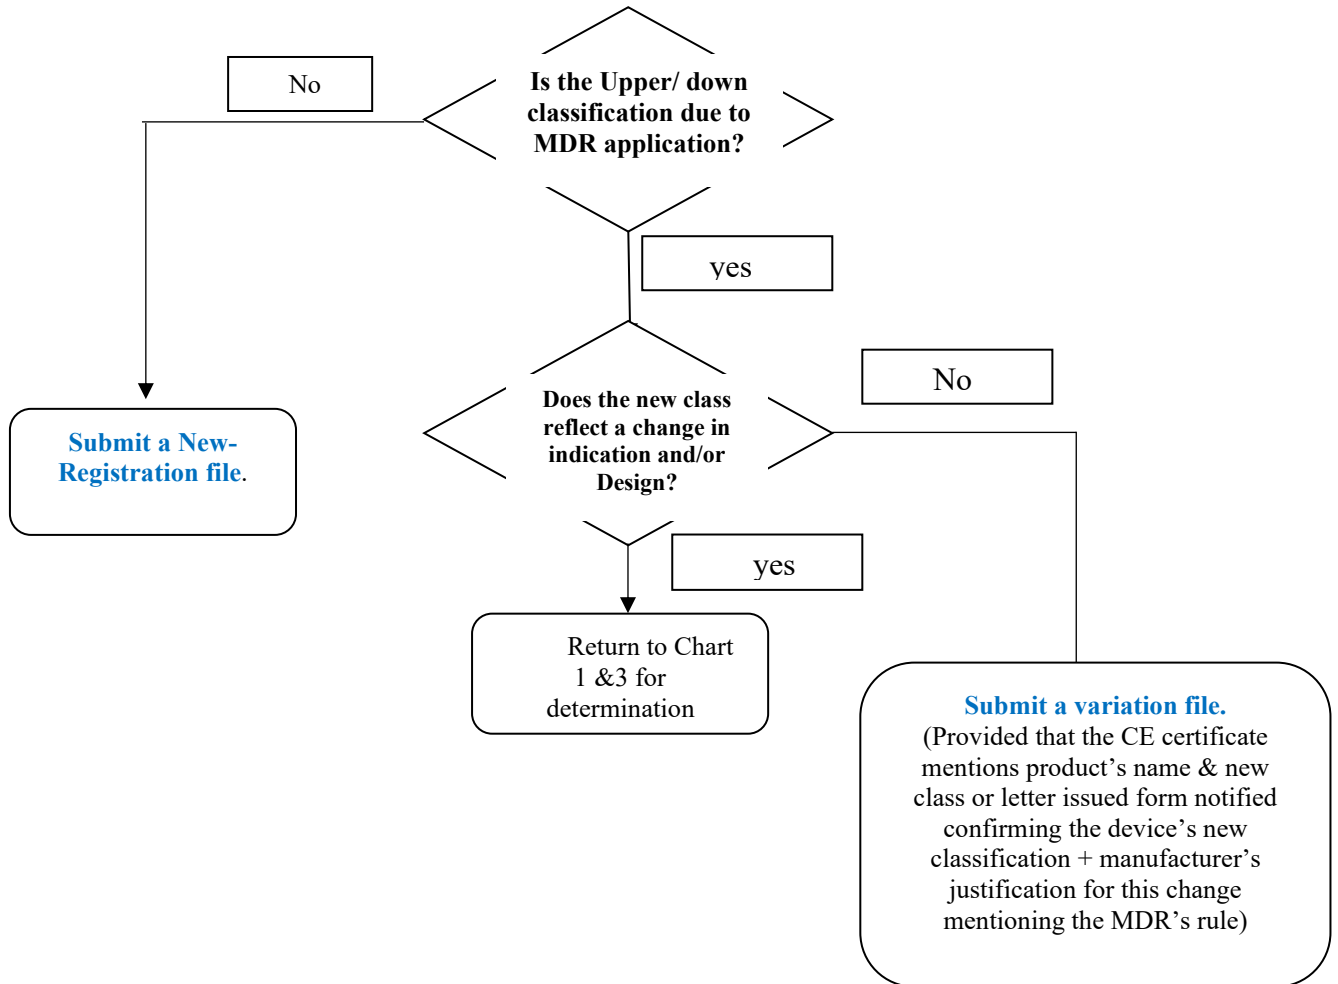 No
Is the Upper/ down
classification due to
MDR application?
yes
No
Does the new class
reflect a change in
indication and/or
Design?
Submit a New-
Registration file.
yes
Return to Chart
1 &3 for
determination
Submit a variation file.
(Provided that the CE certificate
mentions product’s name & new
class or letter issued form notified
confirming the device’s new
classification + manufacturer’s
justification for this change
mentioning the MDR’s rule)